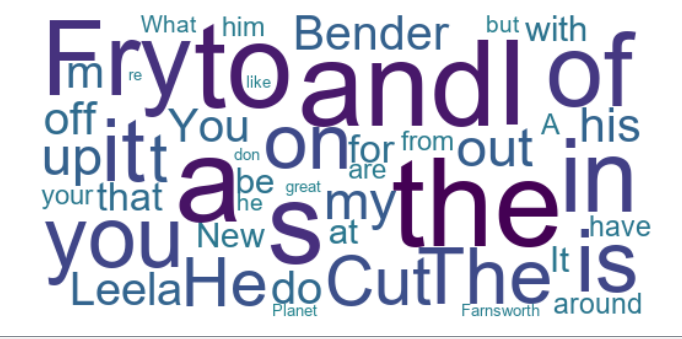 What him Bender but with
Fry to and I of
m re like
off You on A his
up it t don for from out in
a be are
your that he great my the
you s New at have
Leela He do Cut The It is
Planet Farnsworth around